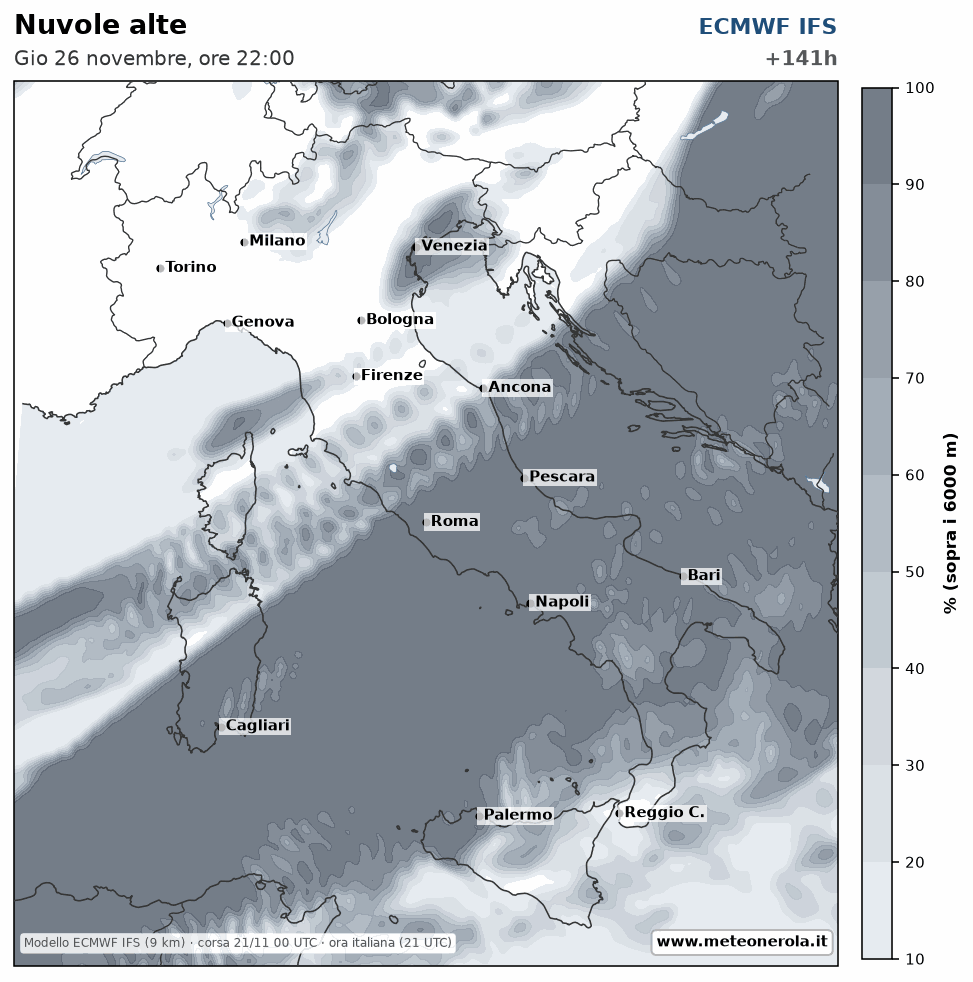 Nuvole alte
ECMWF IFS
Gio 26 novembre, ore 22:00
+141h
Milano
Venezia
Torino
Genova
Bologna
Firenze
Ancona
Pescara
Roma
Bari
Napoli
Cagliari
Palermo
Reggio C.
100
90
80
70
60
50
40
30
20
10
% (sopra i 6000 m)
Modello ECMWF IFS (9 km) · corsa 21/11 00 UTC · ora italiana (21 UTC)
www.meteonerola.it